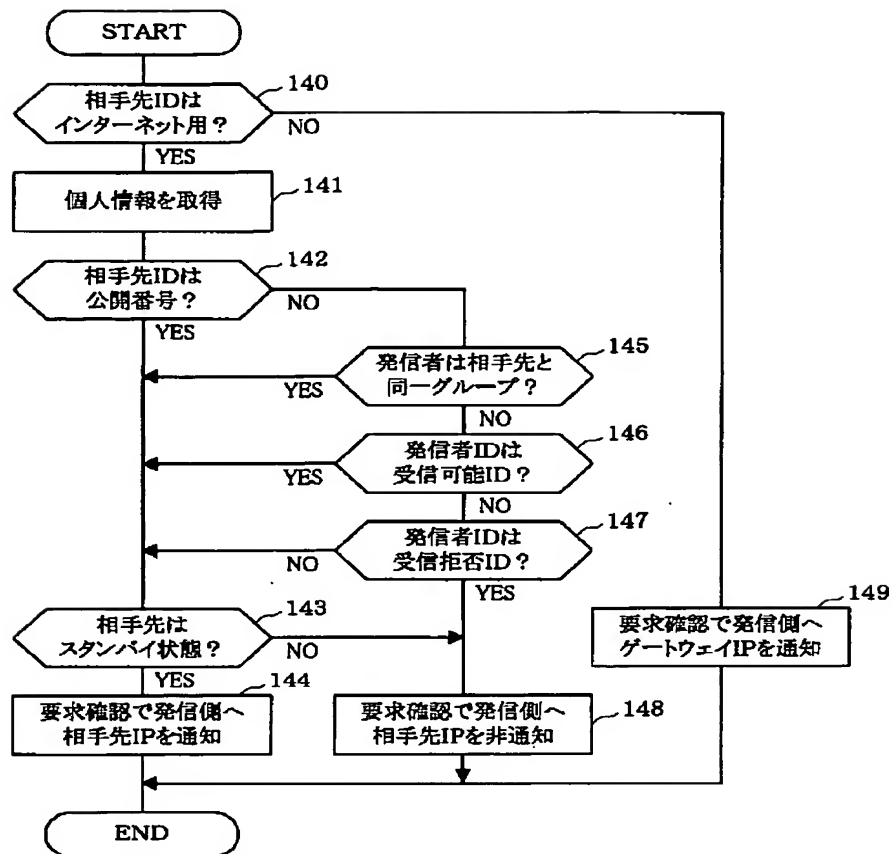 START
140
相手先IDは
インターネット用？
NO
YES
141
個人情報を取得
142
相手先IDは
公開番号？
NO
YES
145
発信者は相手先と
同一グループ？
YES
NO
146
発信者IDは
受信可能ID？
YES
NO
147
発信者IDは
受信拒否ID？
NO
YES
143
相手先は
スタンバイ状態？
NO
YES
149
要求確認で発信側へ
ゲートウェイIPを通知
144
要求確認で発信側へ
相手先IPを通知
148
要求確認で発信側へ
相手先IPを非通知
END